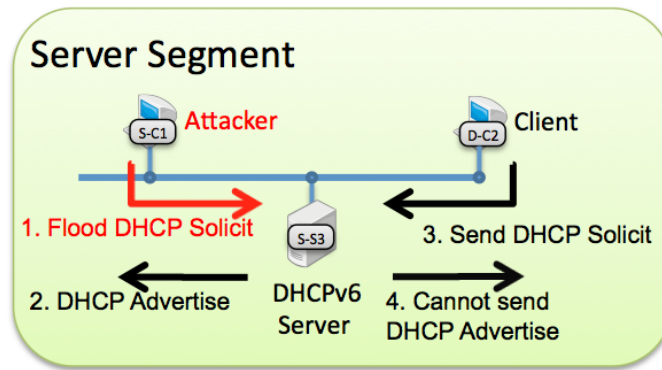 Server Segment
S-C1
Attacker
D-C2
Client
1. Flood DHCP Solicit
S-S3
3. Send DHCP Solicit
2. DHCP Advertise
DHCPv6
Server
4. Cannot send
DHCP Advertise